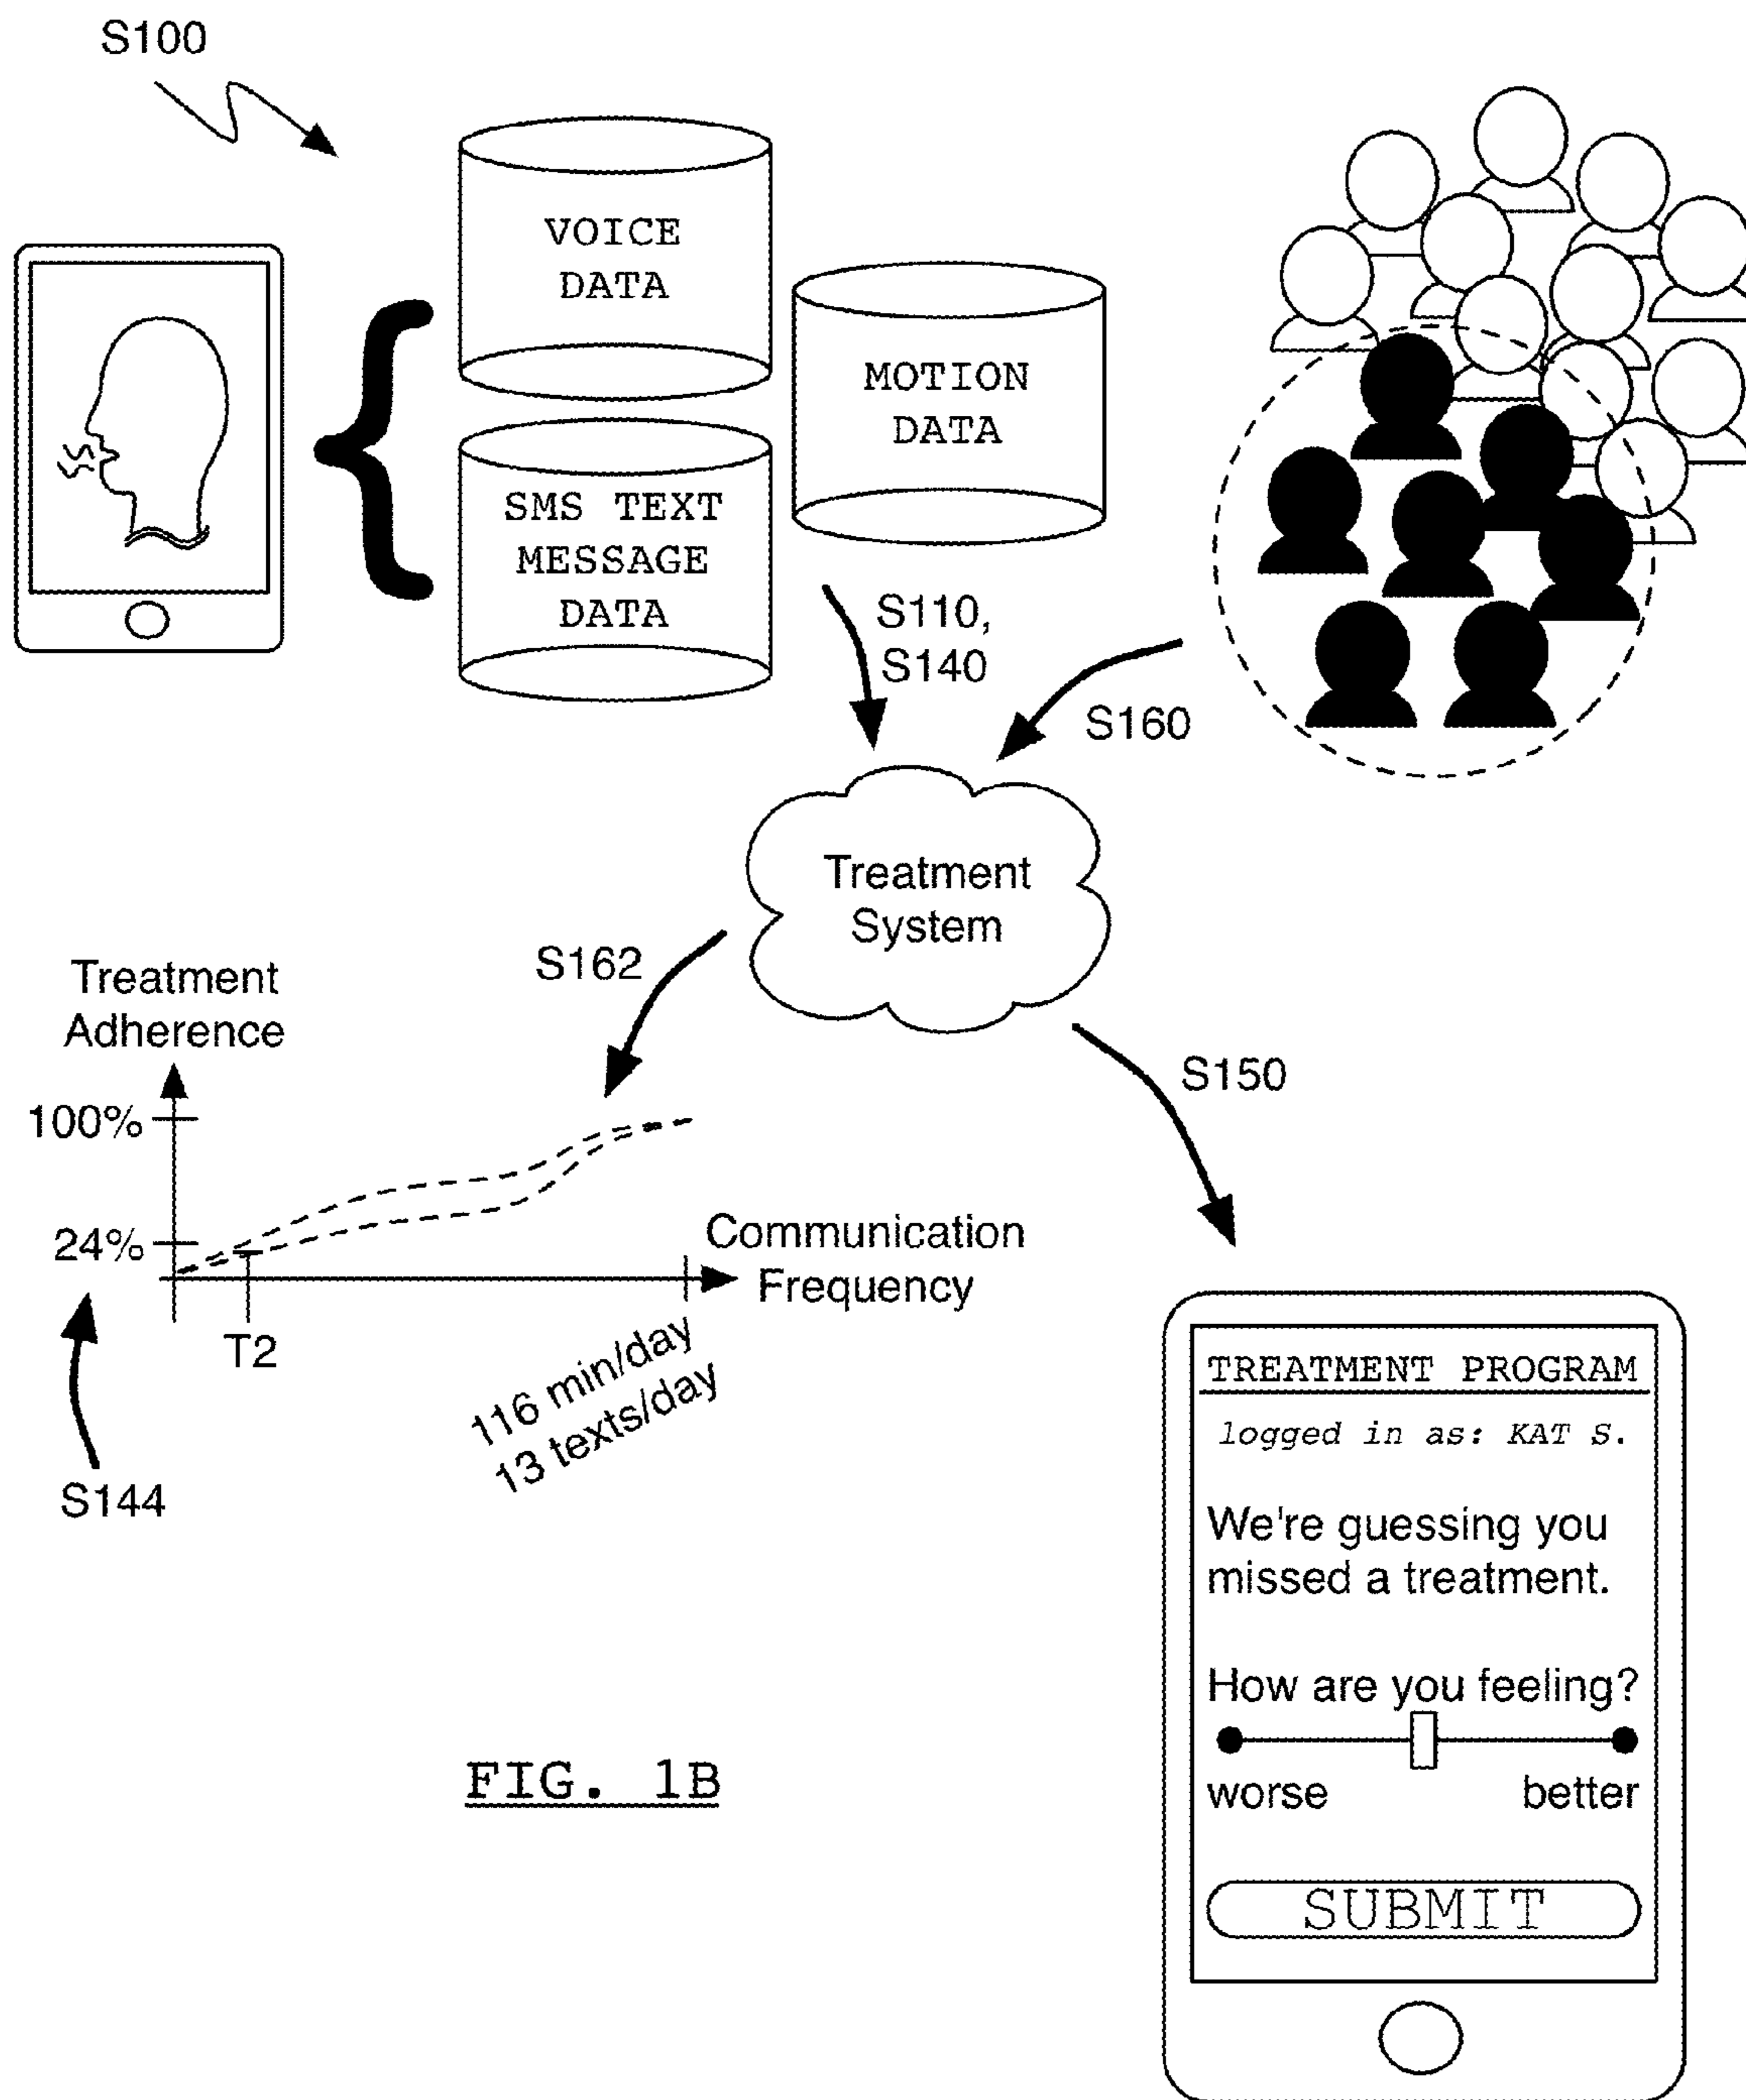 S100
VOICE
DATA
MOTION
DATA
SMS TEXT
MESSAGE
DATA
S110,
S140
S160
Treatment
System
S162
S150
Treatment
Adherence
100%
24%
T2
Communication
Frequency
116 min/day
13 texts/day
S144
TREATMENT PROGRAM
logged in as: KAT S.
We're guessing you
missed a treatment.
How are you feeling?
worse better
SUBMIT
FIG. 1B